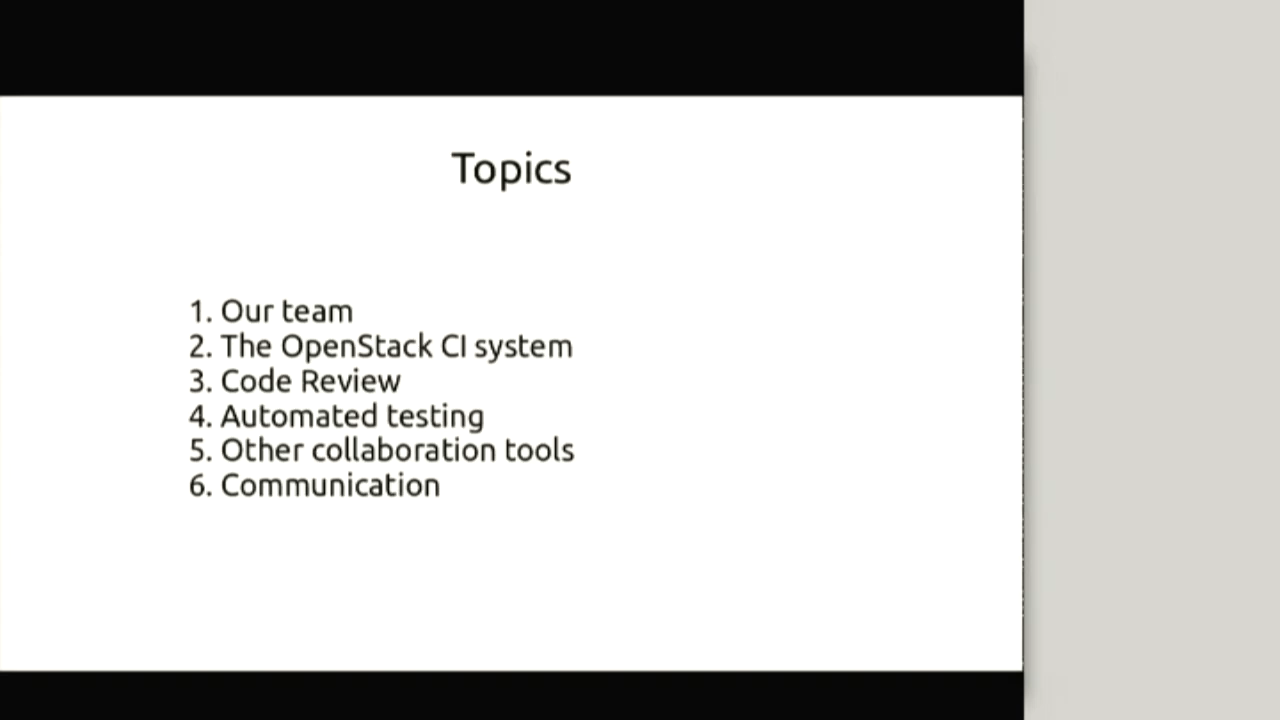 Topics
1. Our team
2. The OpenStack CI system
3. Code Review
4. Automated testing
5. Other collaboration tools
6. Communication